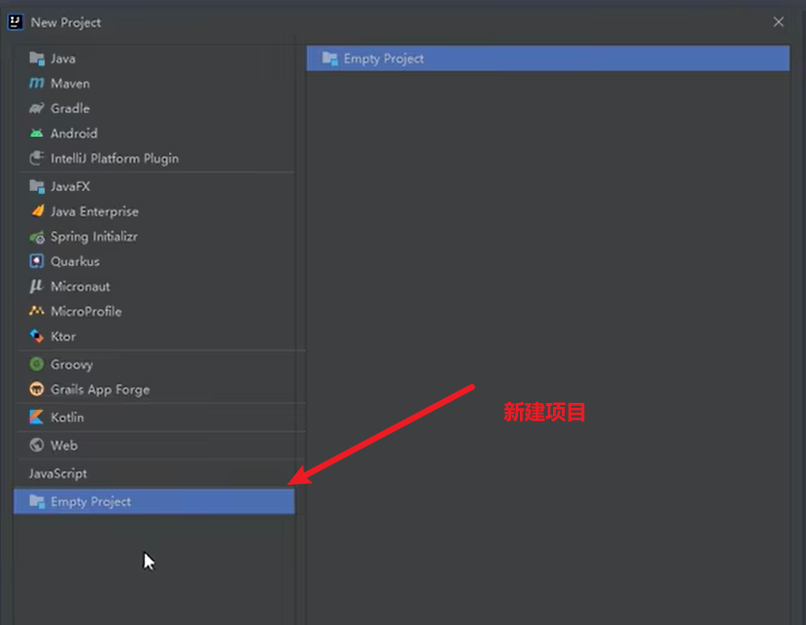 New Project
Java
Maven
Gradle
Android
IntelliJ Platform Plugin
JavaFX
Java Enterprise
Spring Initializr
Quarkus
Micronaut
MicroProfile
Ktor
Groovy
Grails App Forge
Kotlin
Web
JavaScript
Empty Project
Empty Project
新建项目